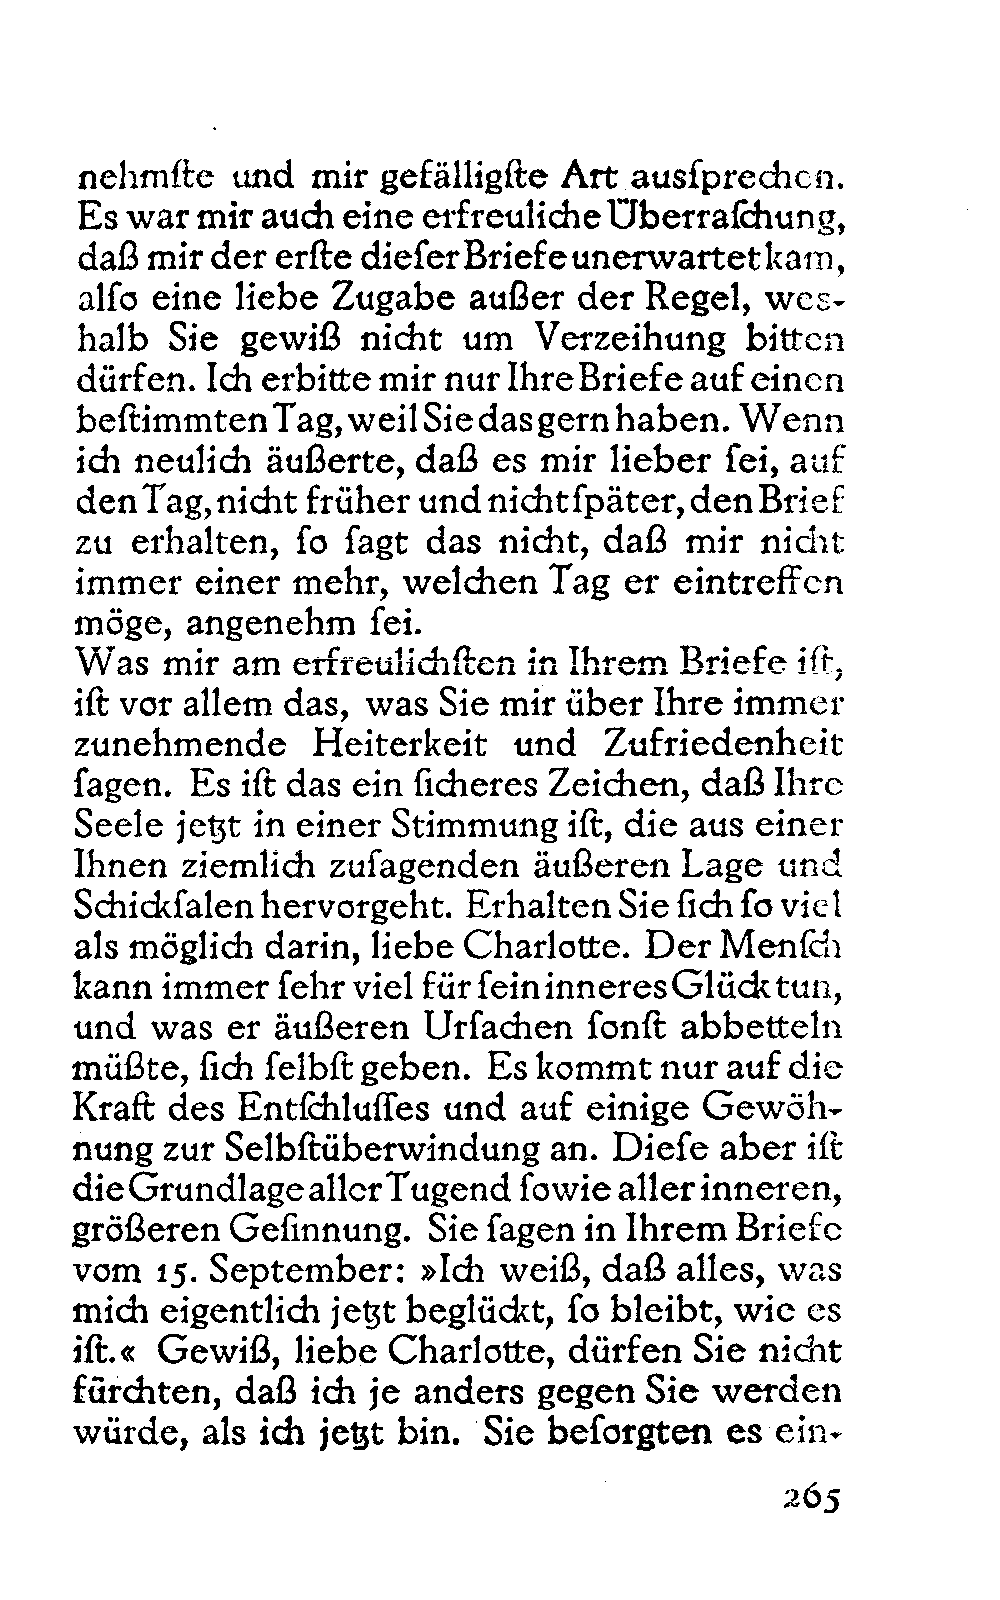 nehmſte und mir gefälligſte Art ausſprechen.
Es war mir auch eine erfreuliche Überraſchung,
daß mir der erſte dieſer Briefe unerwartet kam,
alſo eine liebe Zugabe außer der Regel, wes-
halb Sie gewiß nicht um Verzeihung bitten
dürfen. Ich erbitte mir nur Ihre Briefe auf einen
beſtimmten Tag, weil Sie das gern haben. Wenn
ich neulich äußerte, daß es mir lieber ſei, auf
den Tag, nicht früher und nicht ſpäter, den Brief
zu erhalten, ſo ſagt das nicht, daß mir nicht
immer einer mehr, welchen Tag er eintreffen
möge, angenehm ſei.
Was mir am erfreulichſten in Ihrem Briefe iſt,
iſt vor allem das, was Sie mir über Ihre immer
zunehmende Heiterkeit und Zufriedenheit
ſagen. Es iſt das ein ſicheres Zeichen, daß Ihre
Seele jetzt in einer Stimmung iſt, die aus einer
Ihnen ziemlich zuſagenden äußeren Lage und
Schickſalen hervorgeht. Erhalten Sie ſich ſo viel
als möglich darin, liebe Charlotte. Der Menſch
kann immer ſehr viel für ſein inneres Glück tun,
und was er äußeren Urſachen ſonſt abbetteln
müßte, ſich ſelbſt geben. Es kommt nur auf die
Kraft des Entſchluſſes und auf einige Gewöh-
nung zur Selbſtüberwindung an. Dieſe aber iſt
die Grundlage aller Tugend ſowie aller inneren,
größeren Geſinnung. Sie ſagen in Ihrem Briefe
vom 15. September: »Ich weiß, daß alles, was
mich eigentlich jetzt beglückt, ſo bleibt, wie es
iſt.« Gewiß, liebe Charlotte, dürfen Sie nicht
fürchten, daß ich je anders gegen Sie werden
würde, als ich jetzt bin. Sie beſorgten es ein-
265